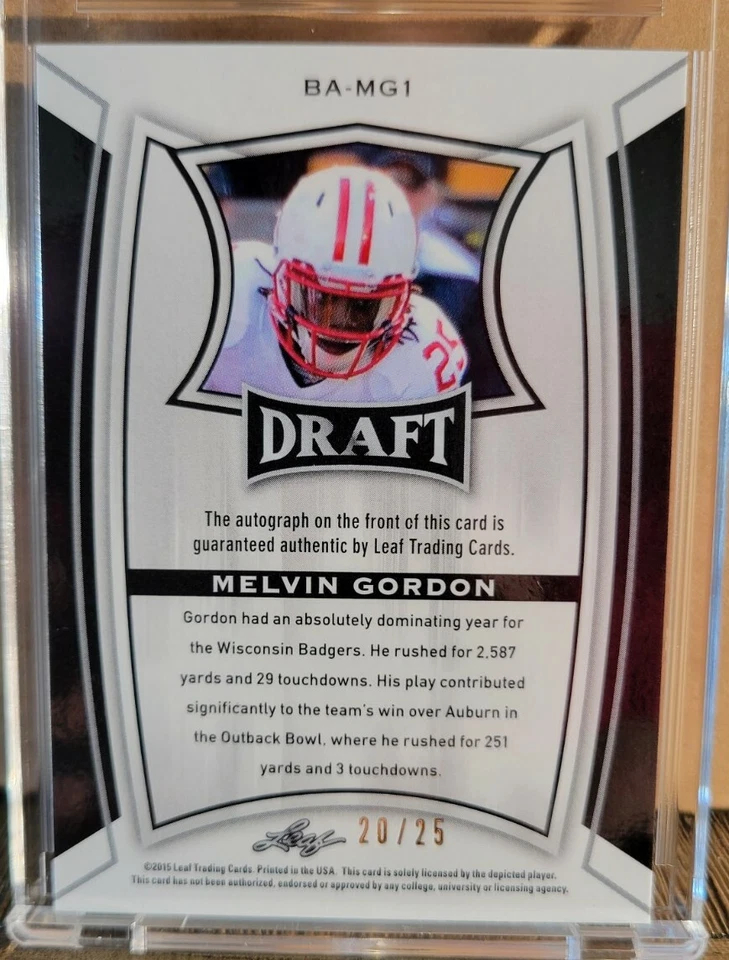 BA-MG1
25
DRAFT
The autograph on the front of this card is
guaranteed authentic by Leaf Trading Cards.
MELVIN GORDON
Gordon had an absolutely dominating year for
the Wisconsin Badgers. He rushed for 2,587
yards and 29 touchdowns. His play contributed
significantly to the team's win over Auburn in
the Outback Bowl, where he rushed for 251
yards and 3 touchdowns.
Leaf 20/25
©2015 Leaf Trading Cards. Printed in the USA. This card is solely licensed by the depicted player.
This card has not been authorized, endorsed or approved by any college, university or licensing agency.